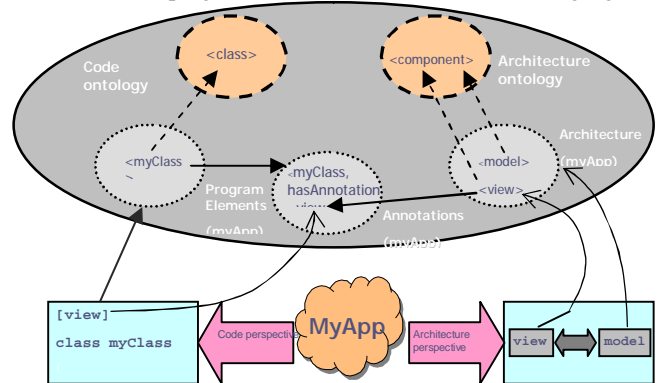 Code
ontology
<class>
<component>
Architecture
ontology
<myClass
>
Program
Elements
(myApp)
<myClass,
hasAnnotation
view
Annotations
(myApp)
<model>
<view>
Architecture
(myApp)
[view]
class myClass
Code perspective
MyApp
Architecture
perspective
view
model